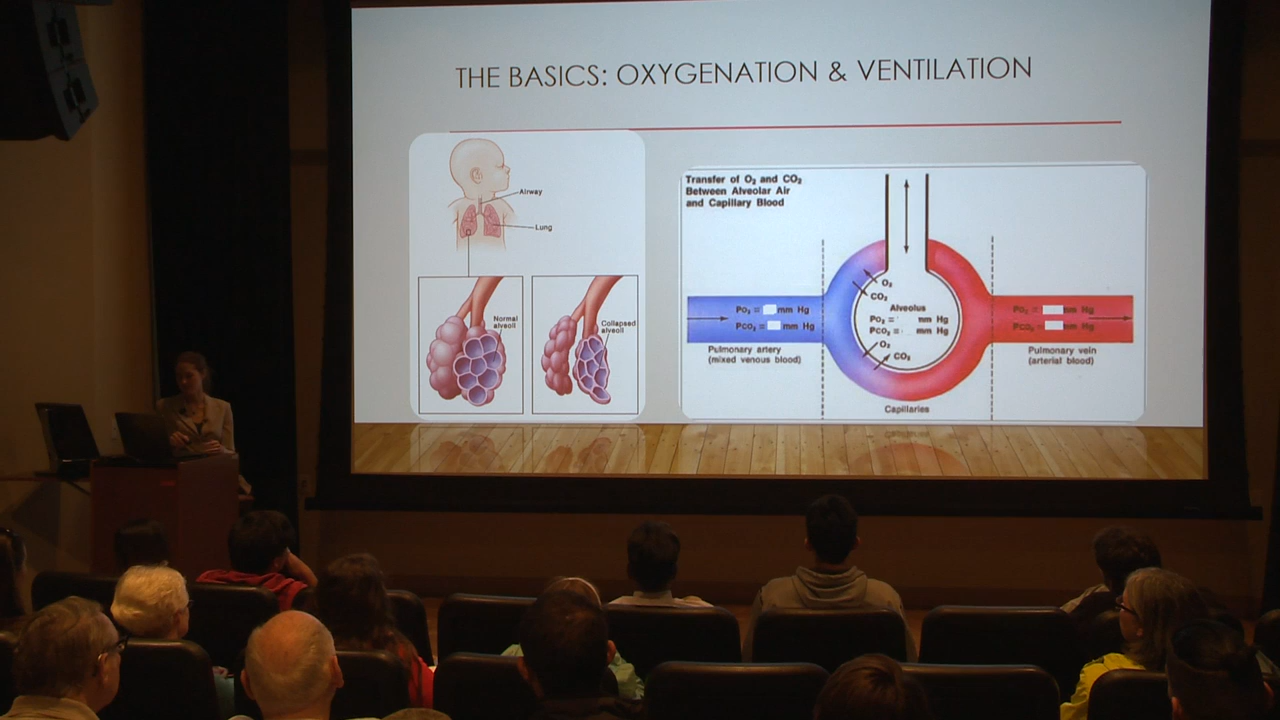 THE BASICS: OXYGENATION & VENTILATION
Airway
Lung
Normal
alveoli
Collapsed
alveoli
Transfer of O₂ and CO₂
Between Alveolar Air
and Capillary Blood
O₂
CO₂
Alveolus
PO₂ = mm Hg
PCO₂ = mm Hg
O₂
CO₂
PO₂ = mm Hg
PCO₂ = mm Hg
Pulmonary artery
(mixed venous blood)
PO₂ = mm Hg
PCO₂ = mm Hg
Pulmonary vein
(arterial blood)
Capillaries